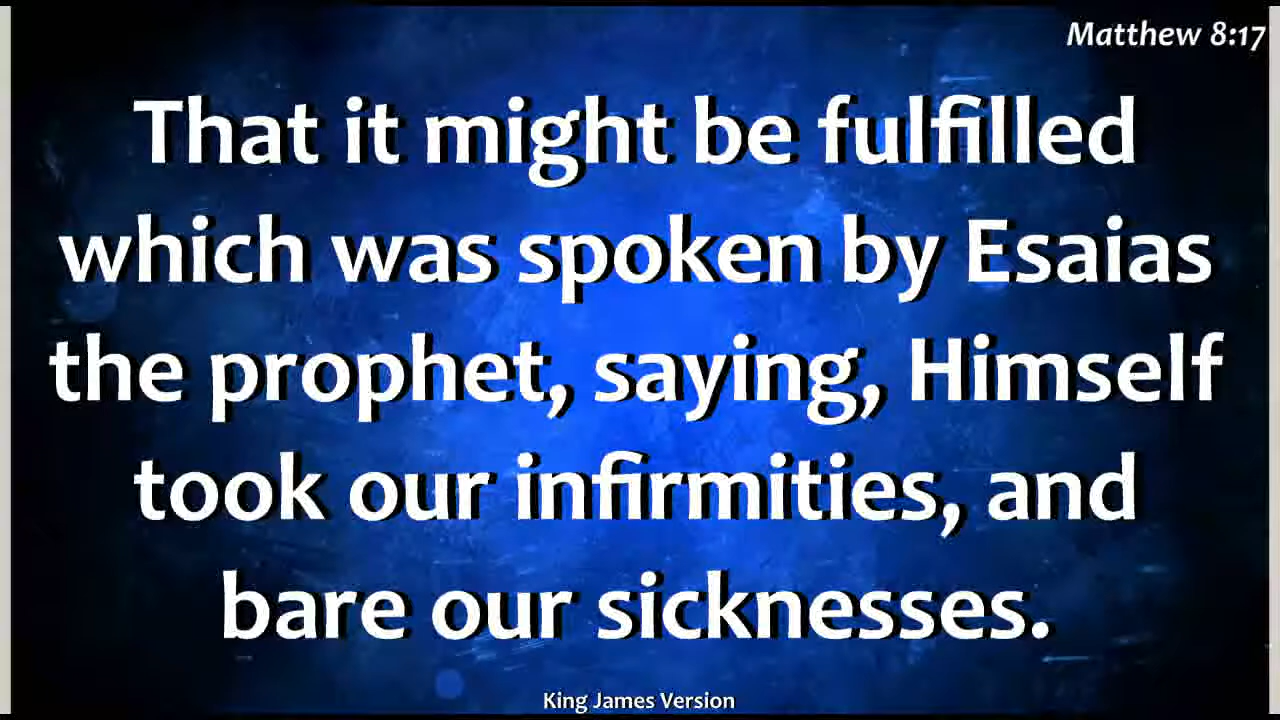 Matthew 8:17
That it might be fulfilled
which was spoken by Esaias
the prophet, saying, Himself
took our infirmities, and
bare our sicknesses.
King James Version